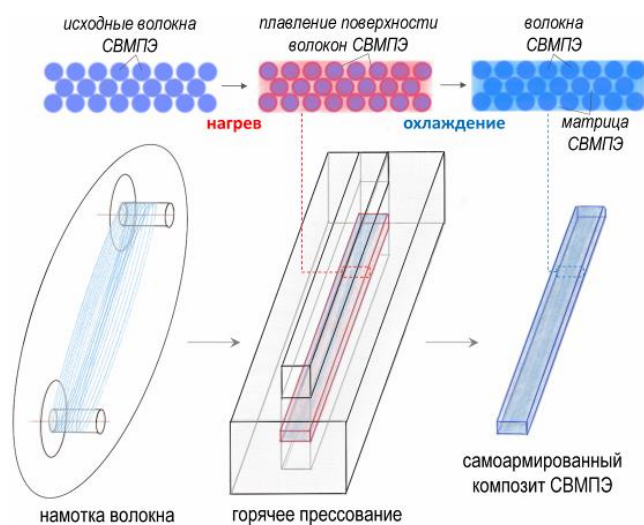 исходные волокна
СВМПЭ
плавление поверхности
волокон СВМПЭ
волокна
СВМПЭ
нагрев
охлаждение
матрица
СВМПЭ
намотка волокна
горячее прессование
самоармированный
композит СВМПЭ